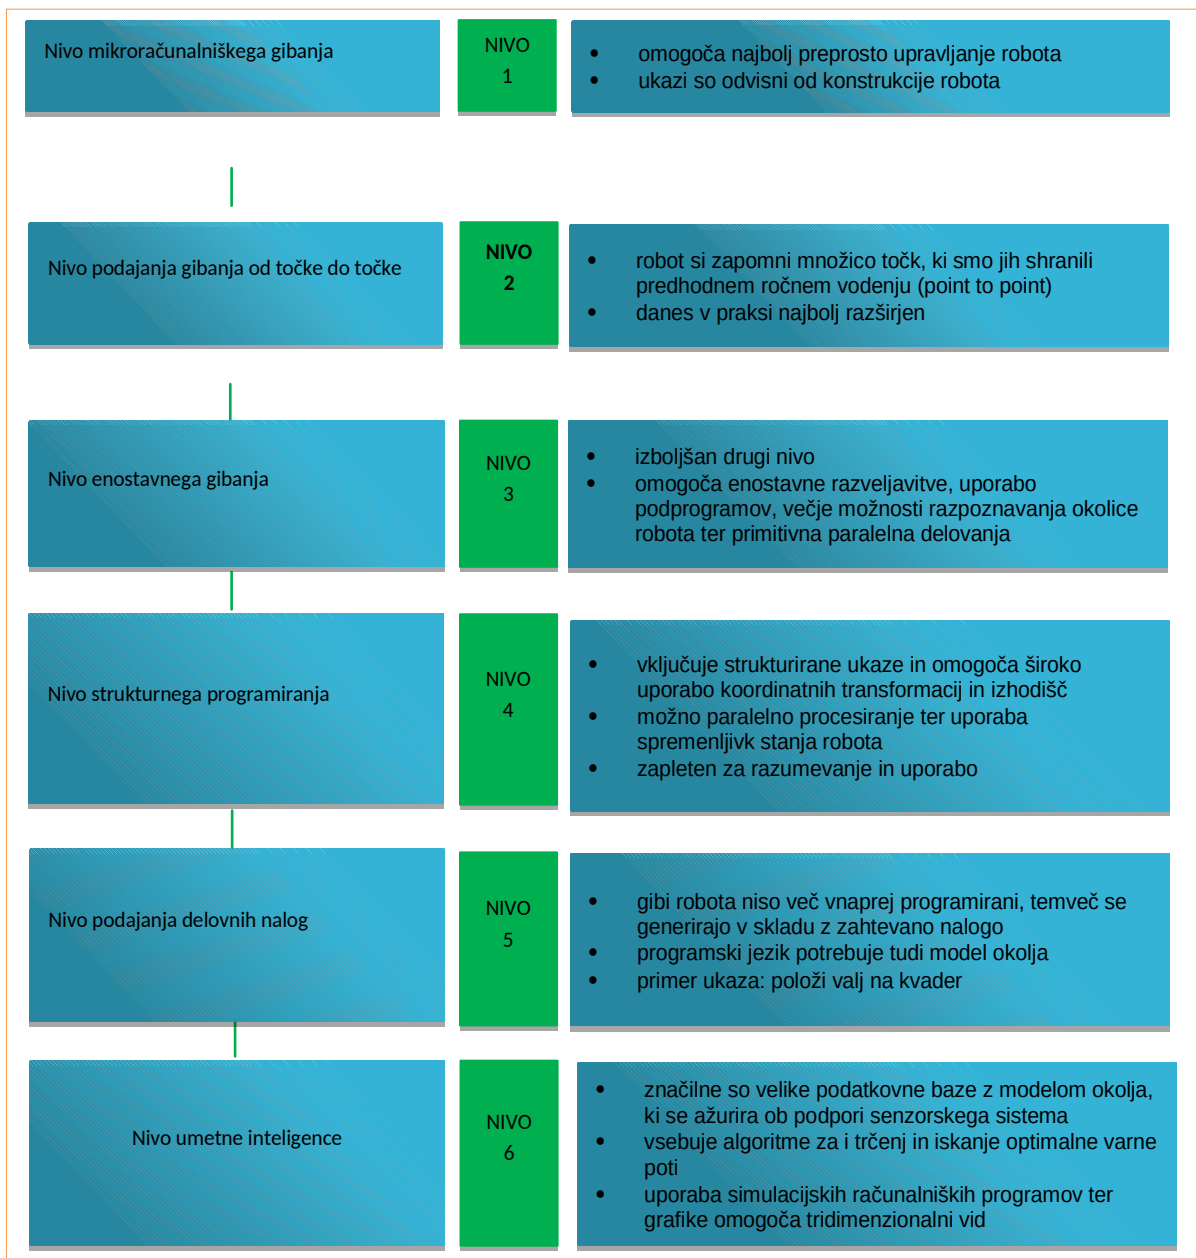 Nivo mikroračunalniškega gibanja
NIVO
1
• omogoča najbolj preprosto upravljanje robota
• ukazi so odvisni od konstrukcije robota
Nivo podajanja gibanja od točke do točke
NIVO
2
• robot si zapomni množico točk, ki smo jih shranili
predhodnem ročnem vodenju (point to point)
• danes v praksi najbolj razširjen
Nivo enostavnega gibanja
NIVO
3
• izboljšan drugi nivo
• omogoča enostavne razveljavitve, uporabo
podprogramov, večje možnosti razpoznavanja okolice
robota ter primitivna paralelna delovanja
Nivo strukturnega programiranja
NIVO
4
• vključuje strukturirane ukaze in omogoča široko
uporabo koordinatnih transformacij in izhodišč
• možno paralelno procesiranje ter uporaba
spremenljivk stanja robota
• zapleten za razumevanje in uporabo
Nivo podajanja delovnih nalog
NIVO
5
• gibi robota niso več vnaprej programirani, temveč se
generirajo v skladu z zahtevano nalogo
• programski jezik potrebuje tudi model okolja
• primer ukaza: položi valj na kvader
Nivo umetne inteligence
NIVO
6
• značilne so velike podatkovne baze z modelom okolja,
ki se ažurira ob podpori senzorskega sistema
• vsebuje algoritme za i trčenj in iskanje optimalne varne
poti
• uporaba simulacijskih računalniških programov ter
grafike omogoča tridimenzionalni vid